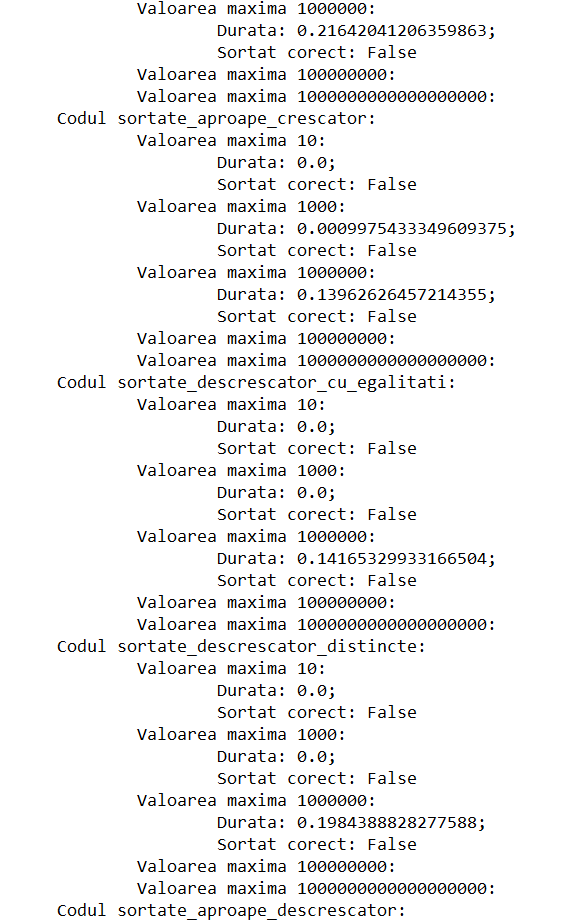 Valoarea maxima 1000000:
Durata: 0.21642041206359863;
Sortat corect: False
Valoarea maxima 100000000:
Valoarea maxima 1000000000000000000:
Codul sortate_aproape_crescator:
Valoarea maxima 10:
Durata: 0.0;
Sortat corect: False
Valoarea maxima 1000:
Durata: 0.0009975433349609375;
Sortat corect: False
Valoarea maxima 1000000:
Durata: 0.13962626457214355;
Sortat corect: False
Valoarea maxima 100000000:
Valoarea maxima 1000000000000000000:
Codul sortate_descrescator_cu_egalitati:
Valoarea maxima 10:
Durata: 0.0;
Sortat corect: False
Valoarea maxima 1000:
Durata: 0.0;
Sortat corect: False
Valoarea maxima 1000000:
Durata: 0.14165329933166504;
Sortat corect: False
Valoarea maxima 100000000:
Valoarea maxima 1000000000000000000:
Codul sortate_descrescator_distincte:
Valoarea maxima 10:
Durata: 0.0;
Sortat corect: False
Valoarea maxima 1000:
Durata: 0.0;
Sortat corect: False
Valoarea maxima 1000000:
Durata: 0.1984388828277588;
Sortat corect: False
Valoarea maxima 100000000:
Valoarea maxima 1000000000000000000:
Codul sortate_aproape_descrescator: